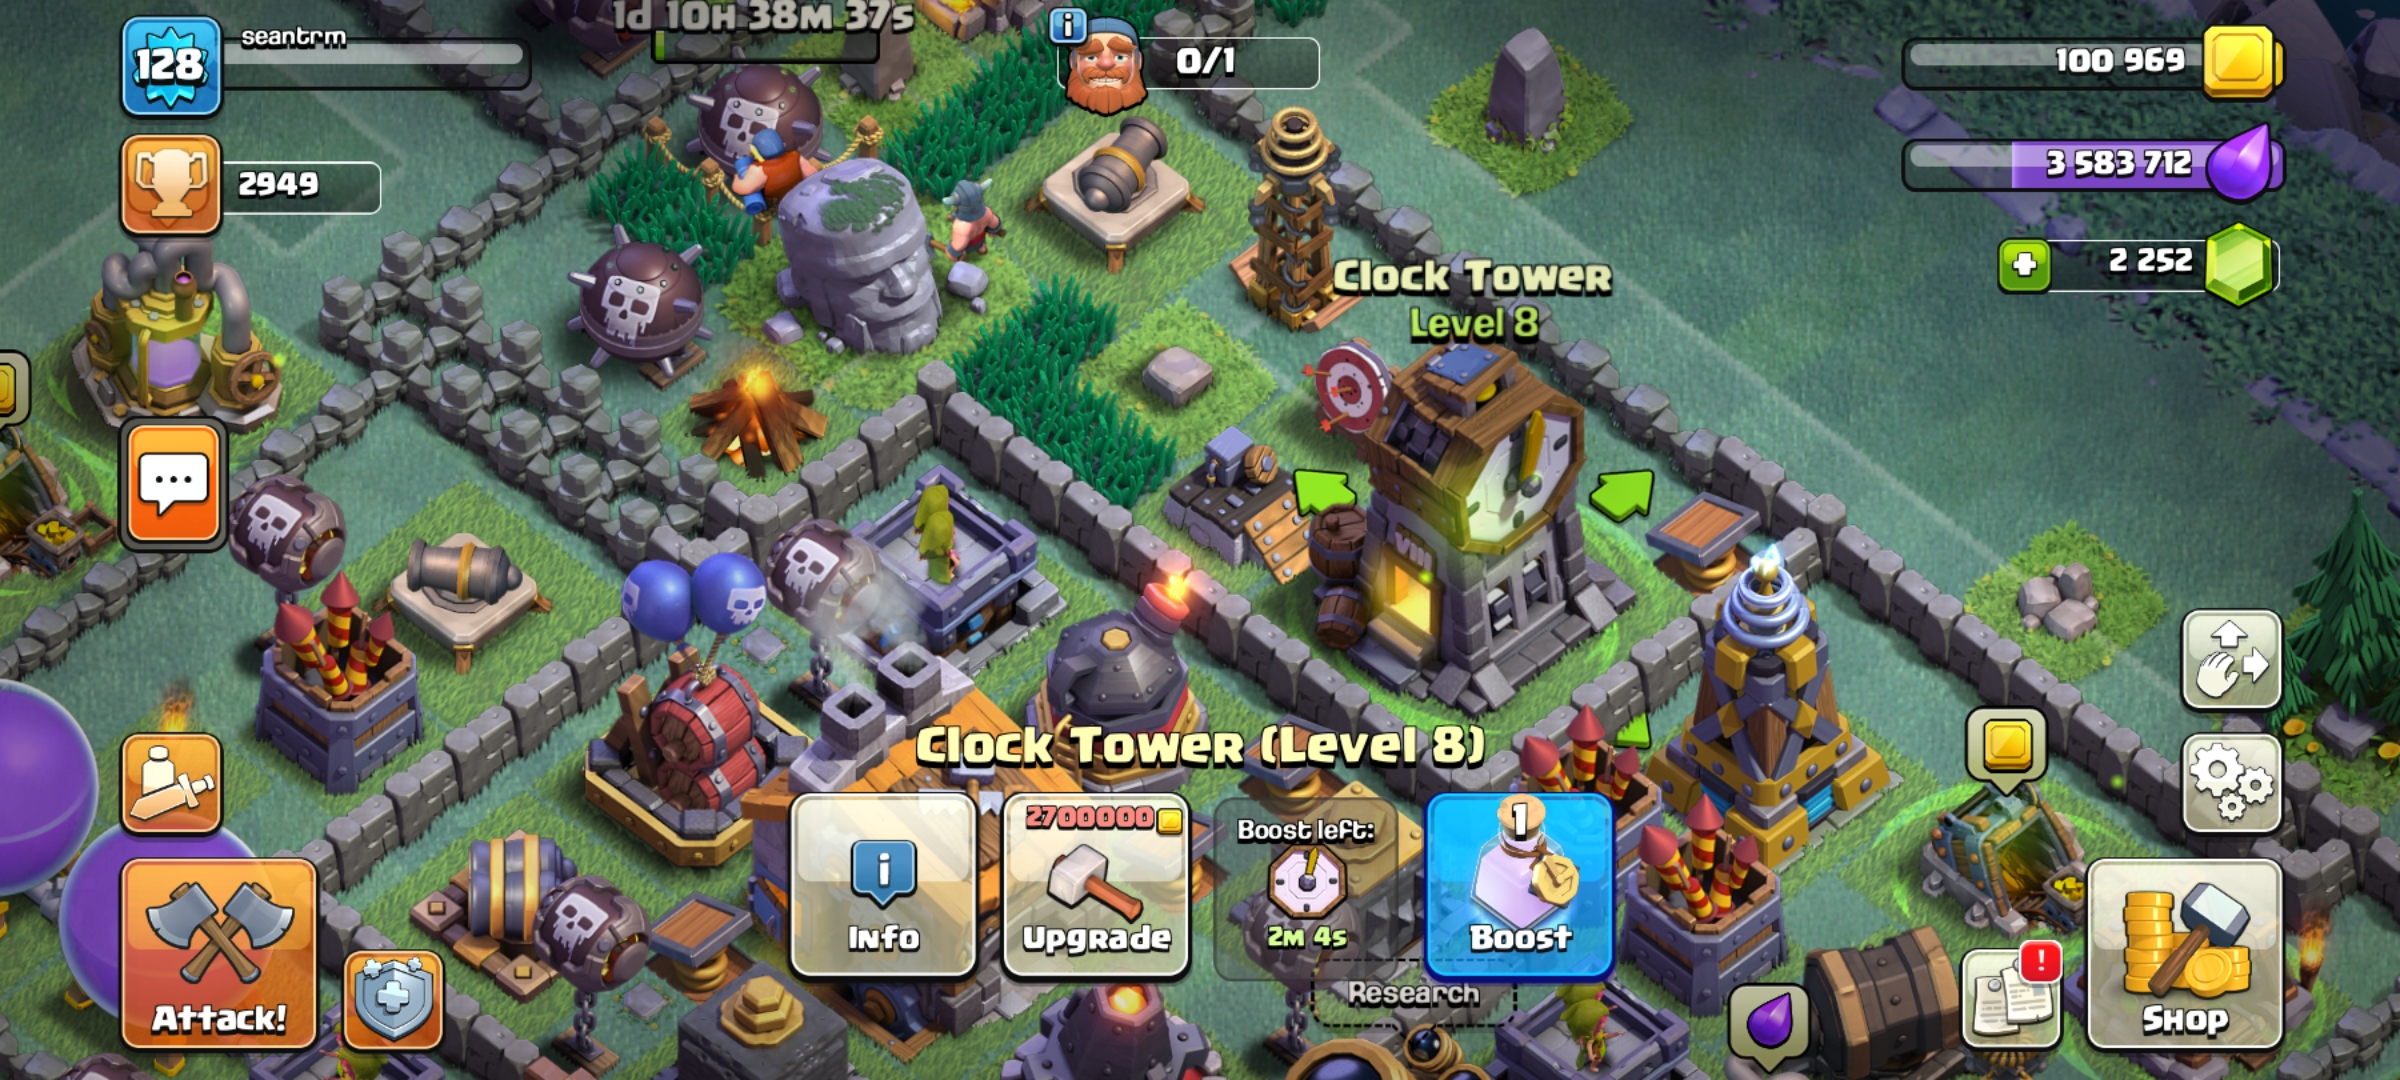 1d 10H 38M 37s
128
seantrm
0/1
100 969
2949
3 583 712
2 252
Clock Tower
Level 8
VIII
Clock Tower (Level 8)
Info
2700000
Upgrade
Boost left:
2M 4s
1
Boost
Research
Attack!
!
Shop